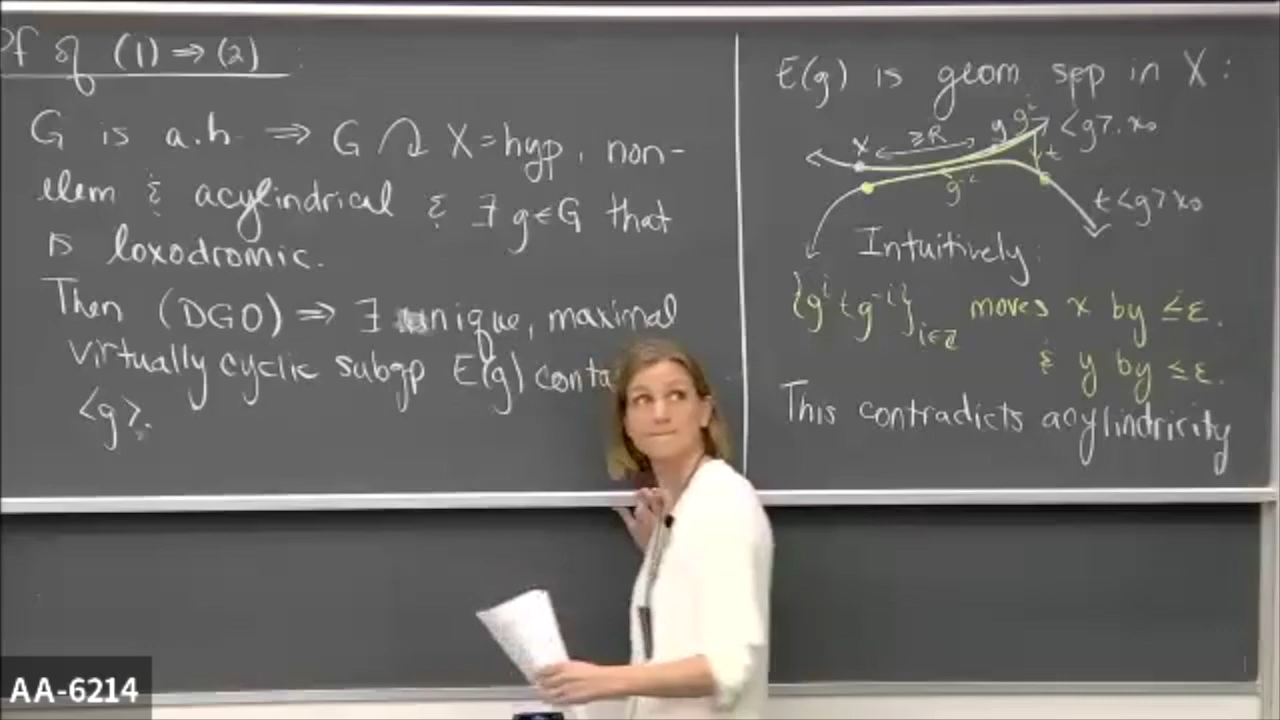 Pf of (1) ⇒ (2) :
G is a.h. ⇒ G ↷ X = hyp, non-
elem & acylindrical & ∃ g ∈ G that
is loxodromic.
Then (DGO) ⇒ ∃ unique, maximal
virtually cyclic subgp E(g) conta
<g>.
E(g) is geom sep in X :
x ≥R y g^i <g>.x₀
t
g^{-i}
t<g>x₀
Intuitively:
{g^i t g^{-i}}_{i∈Z} moves x by ≤ε.
& y by ≤ε.
This contradicts acylindricity
AA-6214